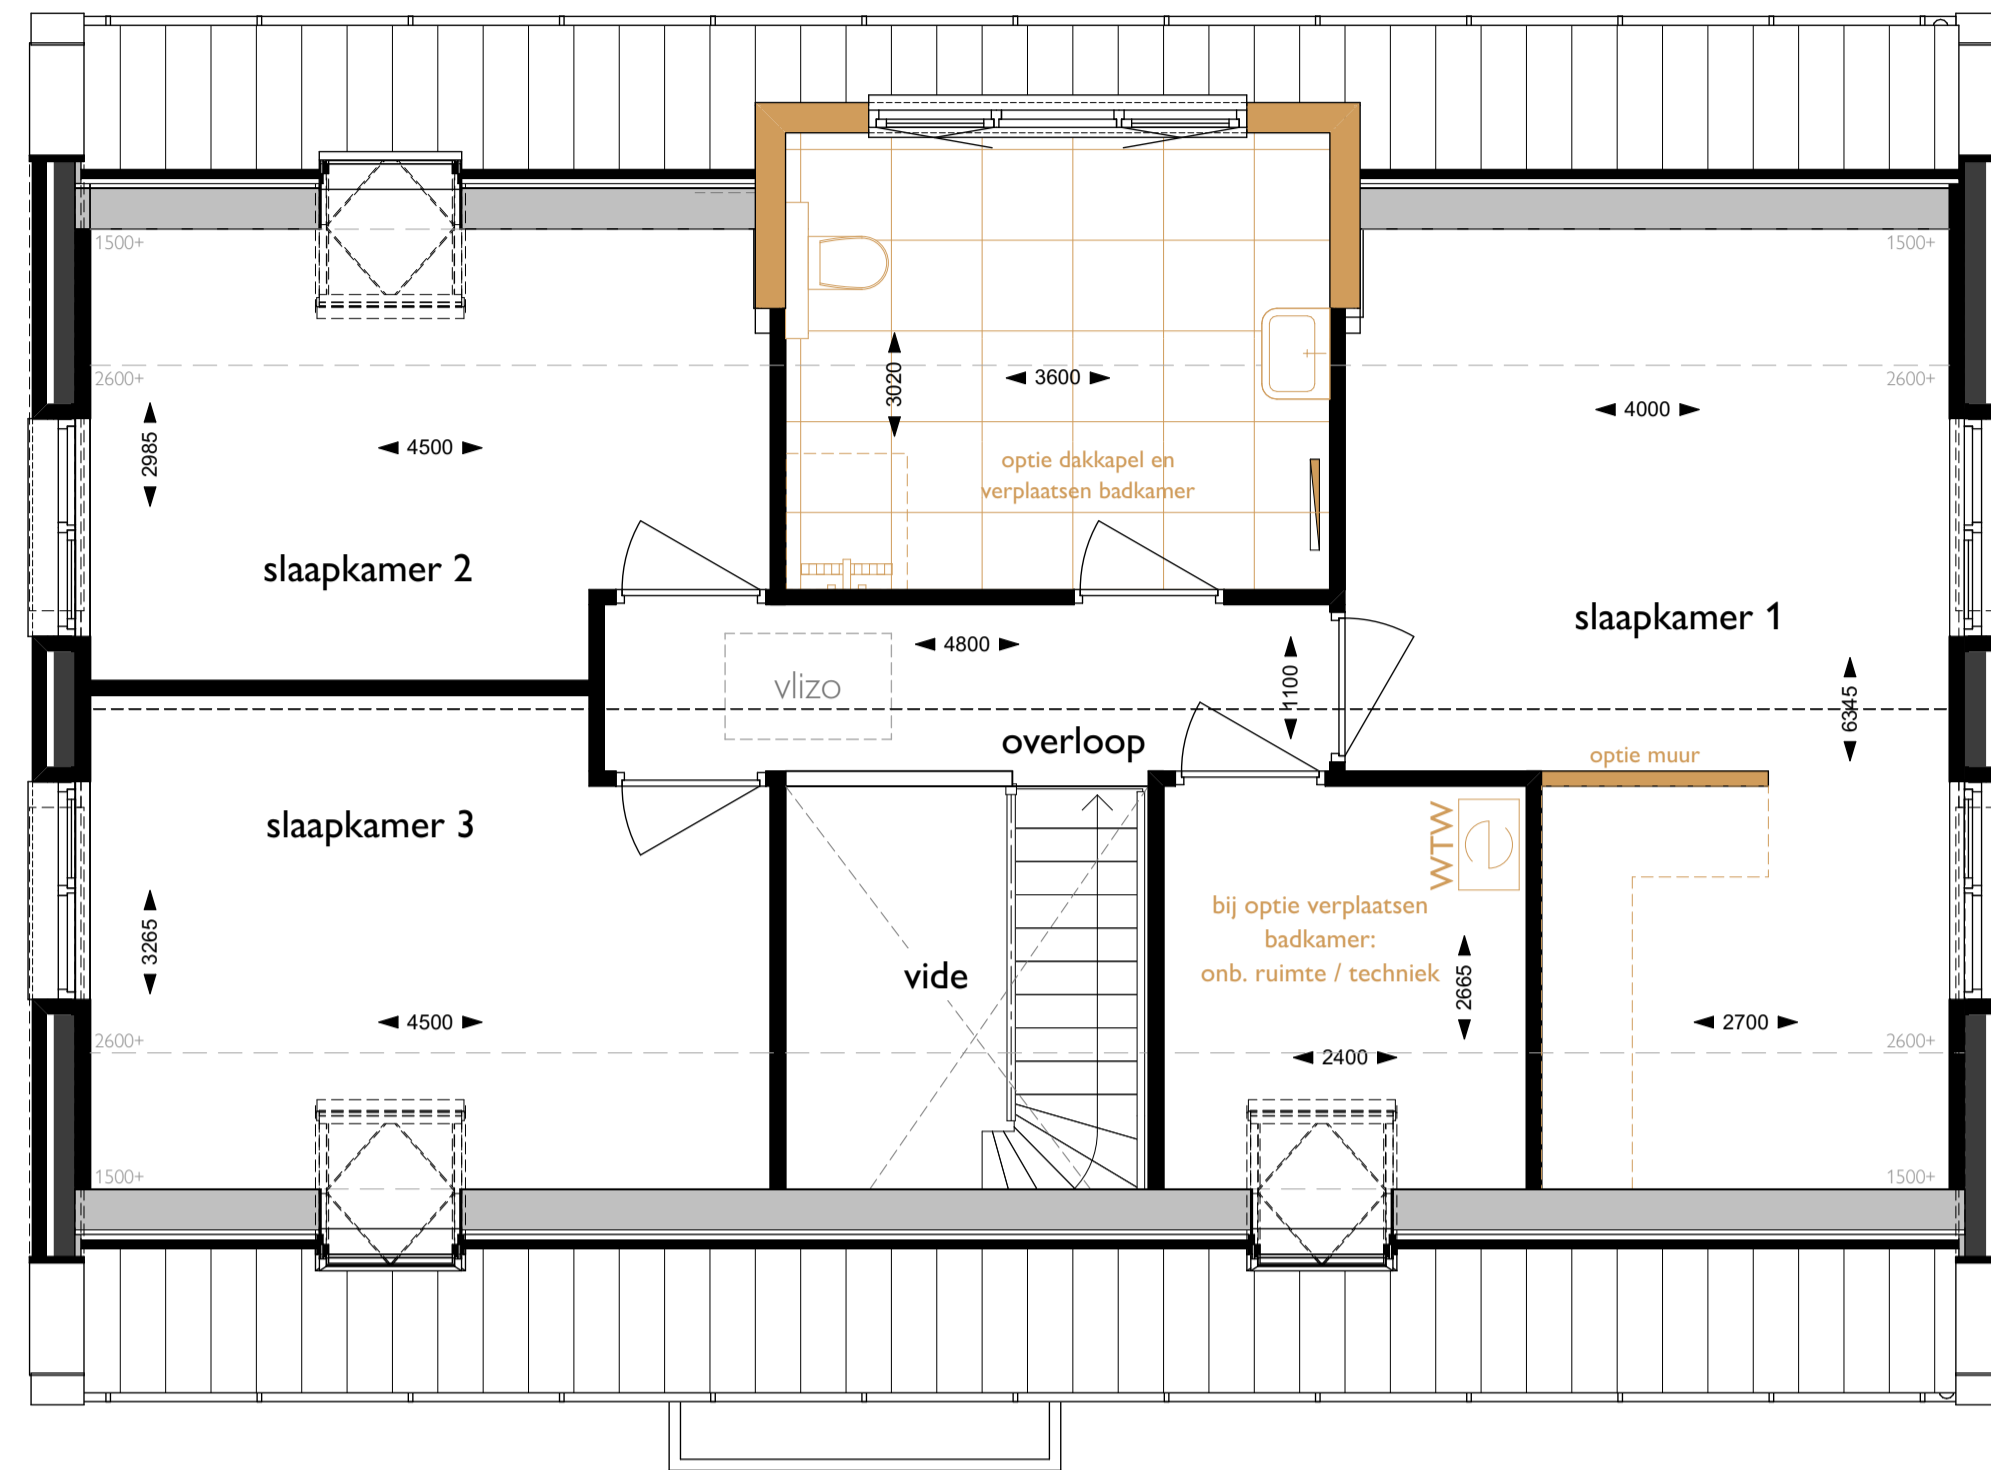 1500+
1500+
2600+
2600+
3020
3600
4000
2985
4500
optie dakkapel en
verplaatsen badkamer
slaapkamer 2
slaapkamer 1
4800
1100
vlizo
6345
overloop
optie muur
slaapkamer 3
WTW
e
bij optie verplaatsen
badkamer:
onb. ruimte / techniek
3265
vide
2665
4500
2700
2600+
2400
2600+
1500+
1500+